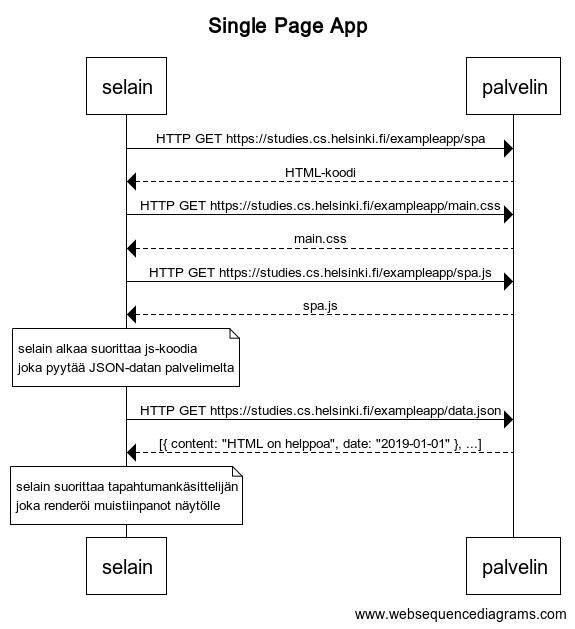 Single Page App
selain
palvelin
HTTP GET https://studies.cs.helsinki.fi/exampleapp/spa
HTML-koodi
HTTP GET https://studies.cs.helsinki.fi/exampleapp/main.css
main.css
HTTP GET https://studies.cs.helsinki.fi/exampleapp/spa.js
spa.js
selain alkaa suorittaa js-koodia
joka pyytää JSON-datan palvelimelta
HTTP GET https://studies.cs.helsinki.fi/exampleapp/data.json
[{ content: "HTML on helppoa", date: "2019-01-01" }, ...]
selain suorittaa tapahtumankäsittelijän
joka renderöi muistiinpanot näytölle
selain
palvelin
www.websequencediagrams.com